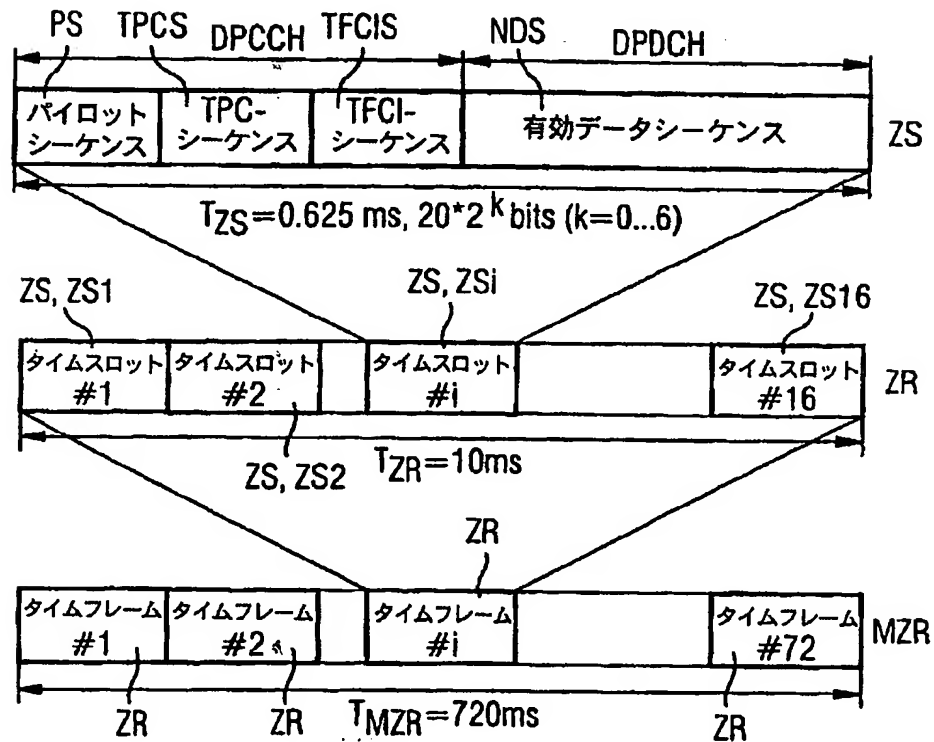 PS TPCS DPCCH TFCIS NDS DPDCH
パイロット シーケンス
TPC- シーケンス
TFCI- シーケンス
有効データシーケンス
ZS
TZS=0.625 ms, 20*2 k bits (k=0...6)
ZS, ZS1
ZS, ZSi
ZS, ZS16
タイムスロット #1
タイムスロット #2
タイムスロット #i
タイムスロット #16
ZR
ZS, ZS2
TZR=10ms
ZR
タイムフレーム #1
タイムフレーム #2
タイムフレーム #i
タイムフレーム #72
MZR
ZR
ZR
TMZR=720ms
ZR